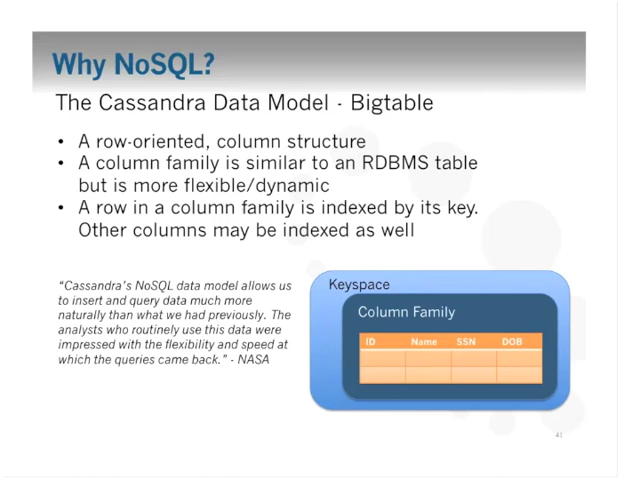 Why NoSQL?
The Cassandra Data Model - Bigtable
• A row-oriented, column structure
• A column family is similar to an RDBMS table
but is more flexible/dynamic
• A row in a column family is indexed by its key.
Other columns may be indexed as well
“Cassandra’s NoSQL data model allows us
to insert and query data much more
naturally than what we had previously. The
analysts who routinely use this data were
impressed with the flexibility and speed at
which the queries came back.” - NASA
Keyspace
Column Family
ID Name SSN DOB
41